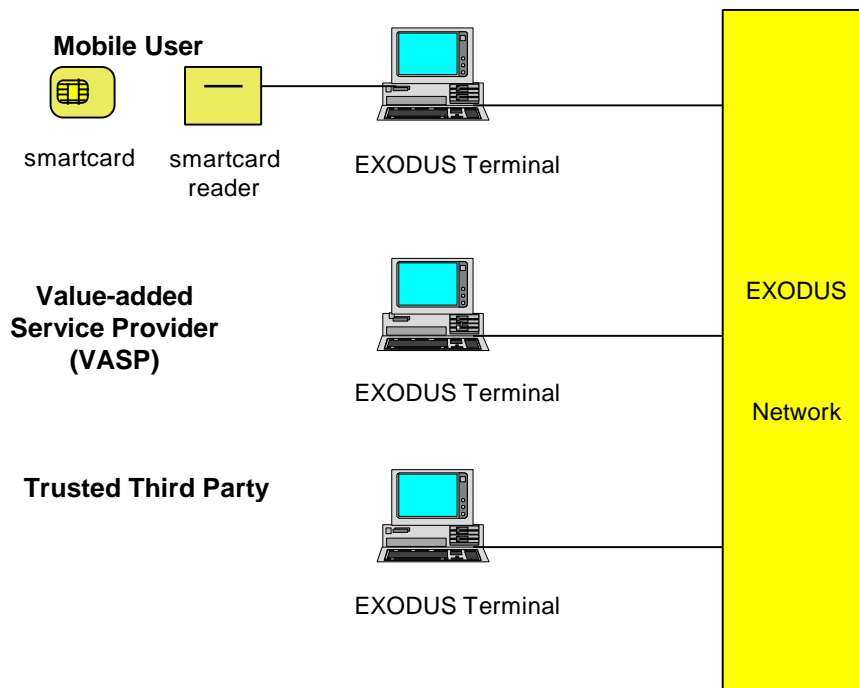 Mobile User
smartcard
smartcard
reader
EXODUS Terminal
Value-added
Service Provider
(VASP)
EXODUS Terminal
EXODUS
Network
Trusted Third Party
EXODUS Terminal